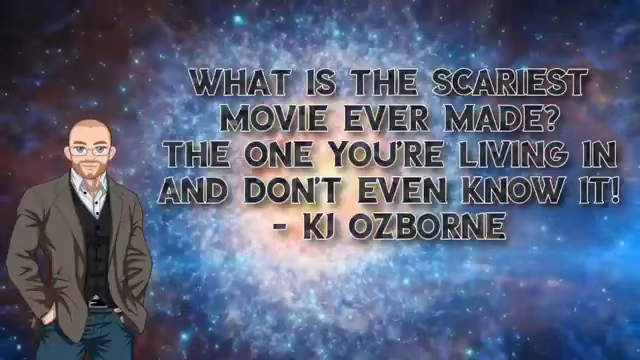 WHAT IS THE SCARIEST
MOVIE EVER MADE?
THE ONE YOU'RE LIVING IN
AND DON'T EVEN KNOW IT!
- KJ OZBORNE